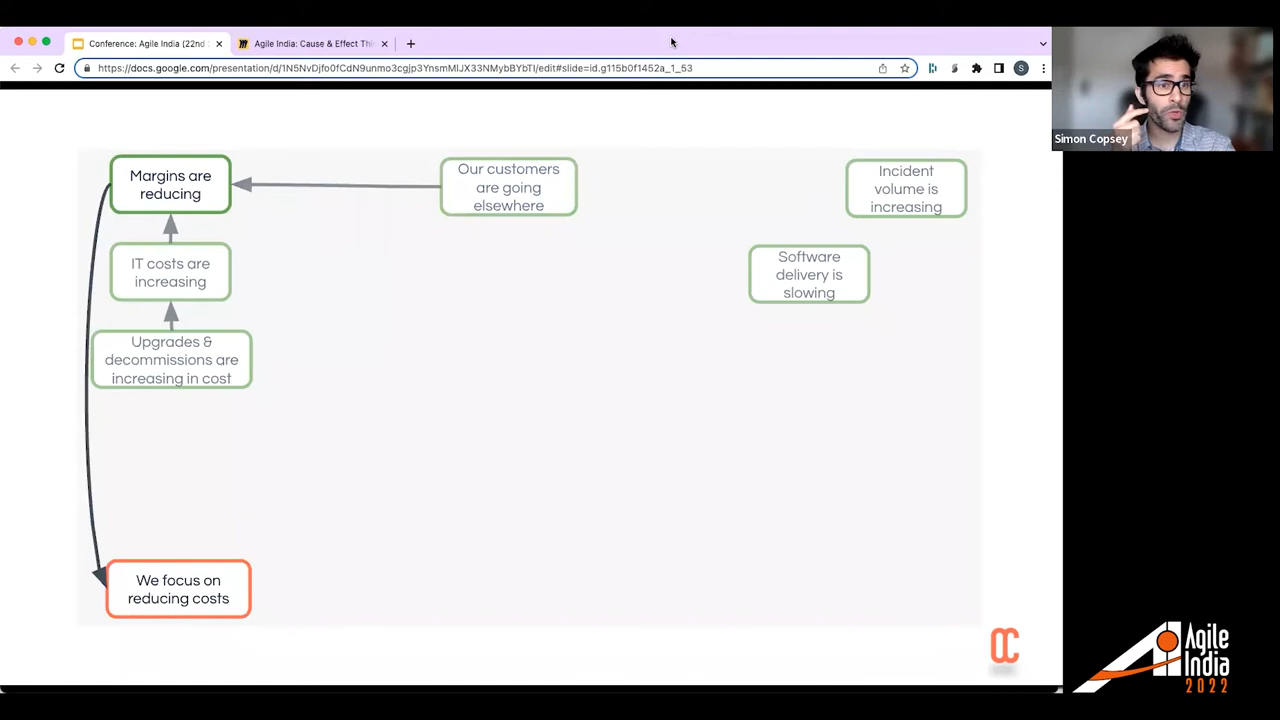 Conference: Agile India (22nd
Agile India: Cause & Effect Thi
https://docs.google.com/presentation/d/1N5NvDjfo0fCdN9unmo3cgjp3YnsmMlJX33NMybBYbTI/edit#slide=id.g115b0f1452a_1_53
S
Simon Copsey
Margins are
reducing
Our customers
are going
elsewhere
Incident
volume is
increasing
IT costs are
increasing
Software
delivery is
slowing
Upgrades &
decommissions are
increasing in cost
We focus on
reducing costs
OC
Agile
India
2022